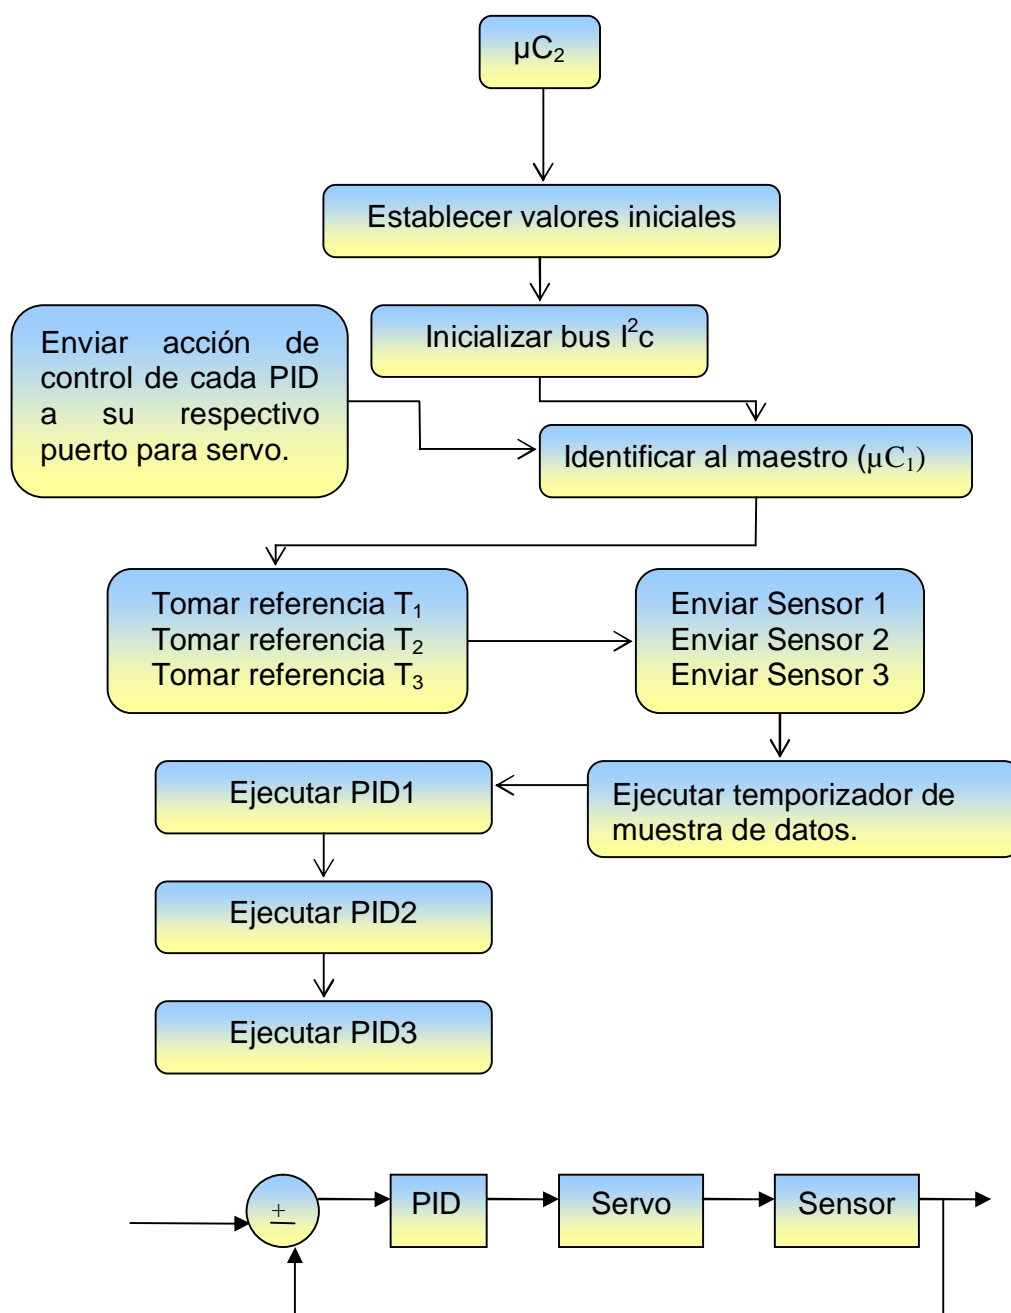 µC₂
Establecer valores iniciales
Inicializar bus I²c
Enviar acción de
control de cada PID
a su respectivo
puerto para servo.
Identificar al maestro (µC₁)
Tomar referencia T₁
Tomar referencia T₂
Tomar referencia T₃
Enviar Sensor 1
Enviar Sensor 2
Enviar Sensor 3
Ejecutar temporizador de
muestra de datos.
Ejecutar PID1
Ejecutar PID2
Ejecutar PID3
±
PID
Servo
Sensor